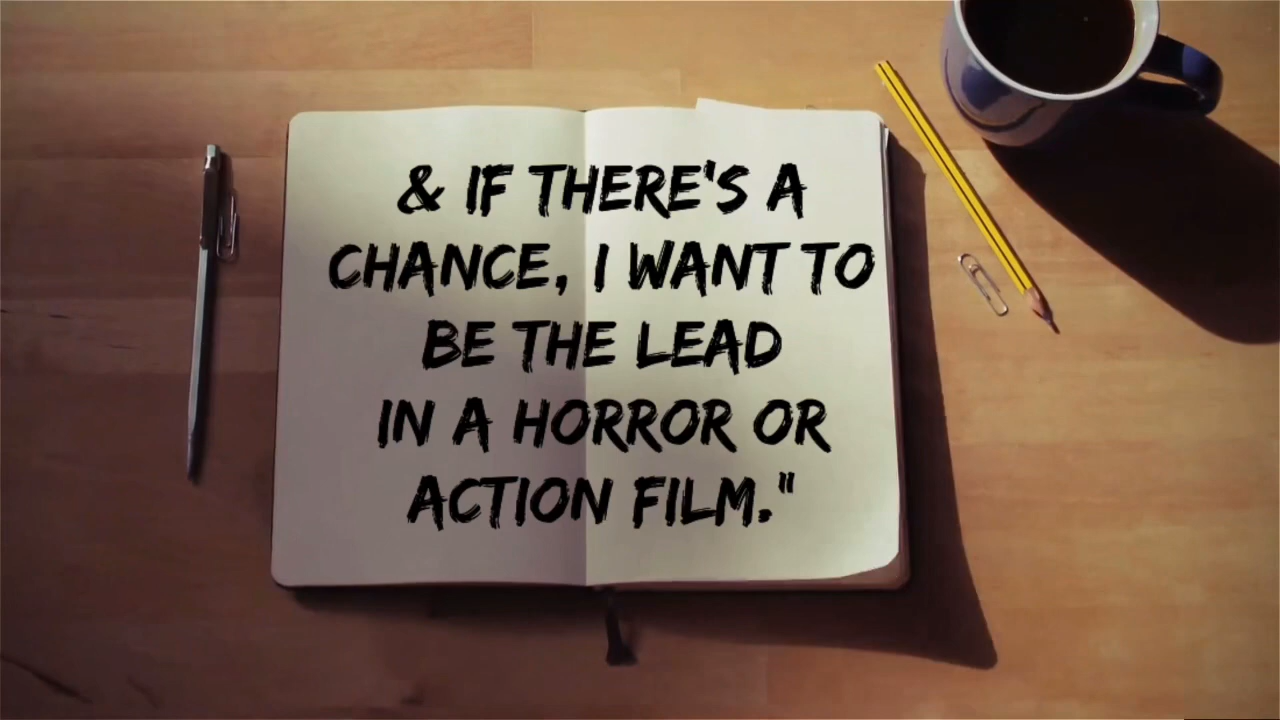 & IF THERE'S A
CHANCE, I WANT TO
BE THE LEAD
IN A HORROR OR
ACTION FILM."